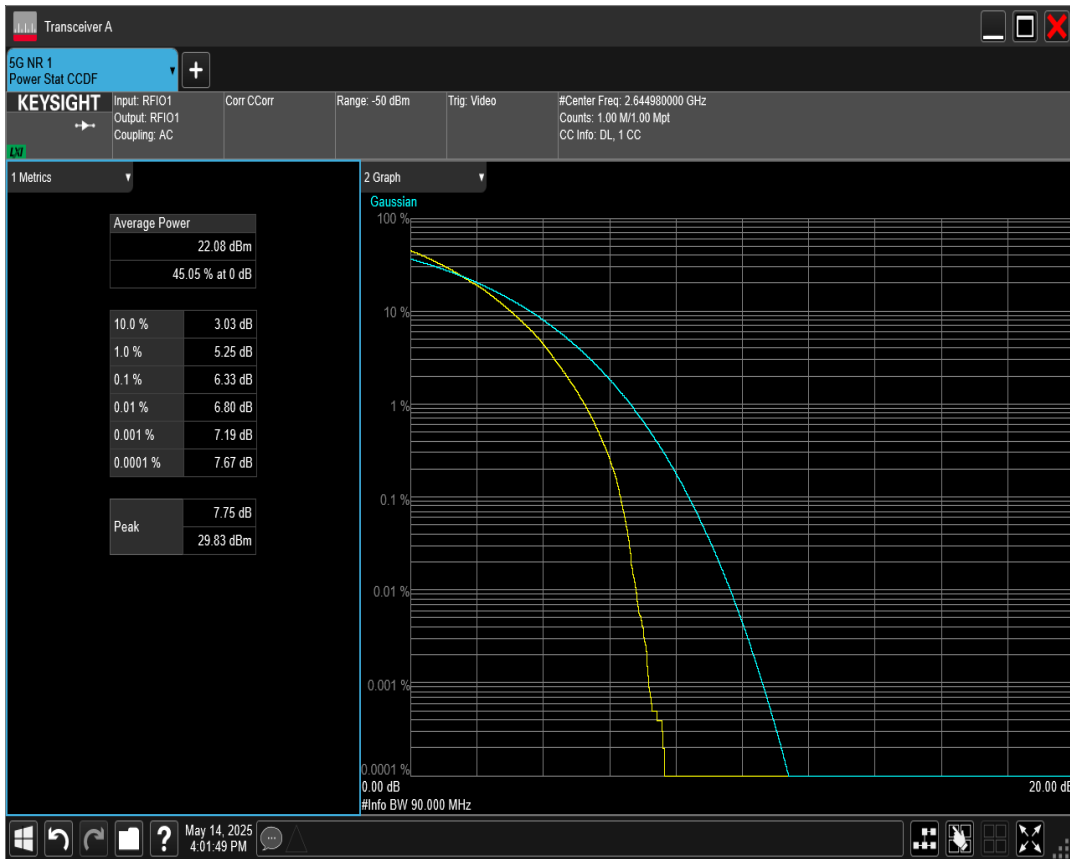 Transceiver A
5G NR 1
Power Stat CCDF
KEYSIGHT
LXI
Input: RFIO1
Output: RFIO1
Coupling: AC
Corr CCorr
Range: -50 dBm
Trig: Video
#Center Freq: 2.644980000 GHz
Counts: 1.00 M/1.00 Mpt
CC Info: DL, 1 CC
1 Metrics
Average Power
22.08 dBm
45.05 % at 0 dB
10.0 % 3.03 dB
1.0 % 5.25 dB
0.1 % 6.33 dB
0.01 % 6.80 dB
0.001 % 7.19 dB
0.0001 % 7.67 dB
Peak
7.75 dB
29.83 dBm
2 Graph
Gaussian
100 %
10 %
1 %
0.1 %
0.01 %
0.001 %
0.0001 %
0.00 dB
20.00 dB
#Info BW 90.000 MHz
?
May 14, 2025
4:01:49 PM